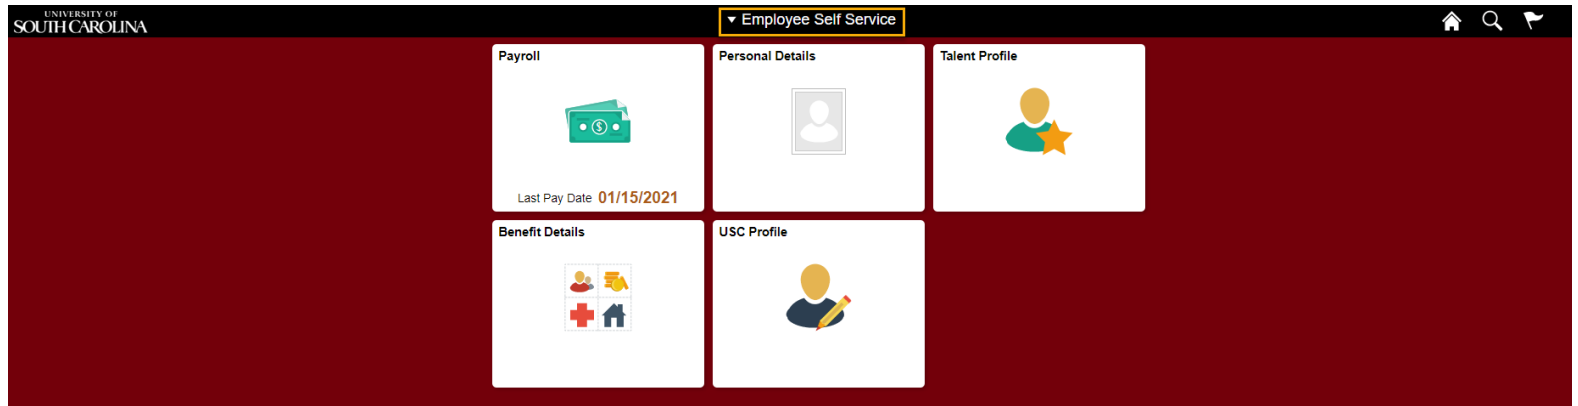 UNIVERSITY OF
SOUTH CAROLINA
Employee Self Service
Payroll
Personal Details
Talent Profile
Last Pay Date 01/15/2021
Benefit Details
USC Profile